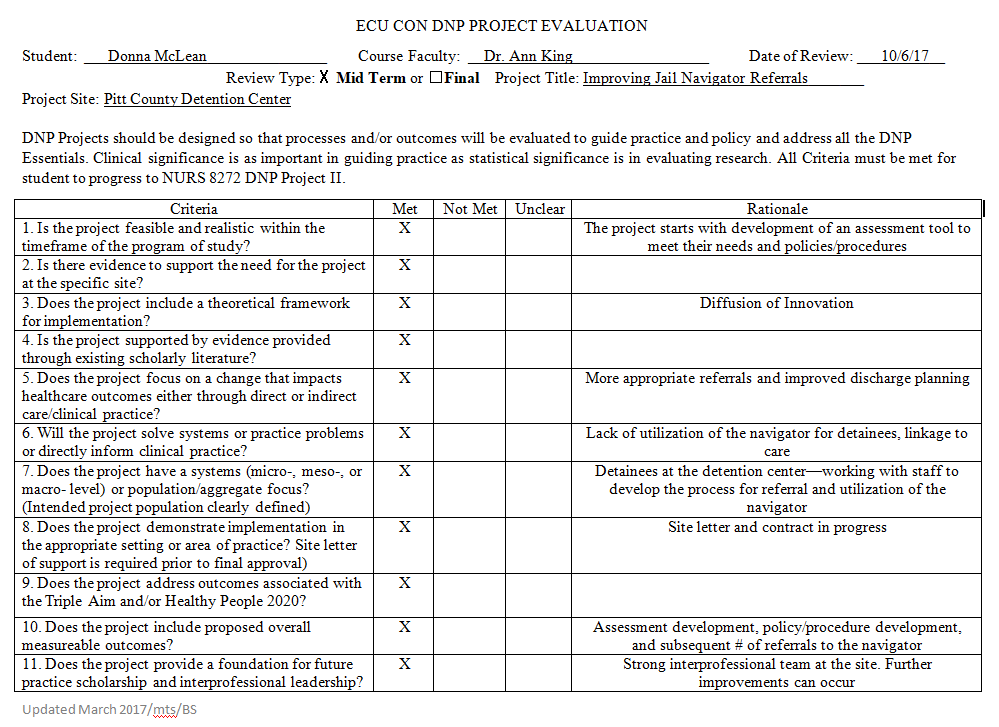 ECU CON DNP PROJECT EVALUATION
Student: Donna McLean Course Faculty: Dr. Ann King Date of Review: 10/6/17
Review Type: X Mid Term or ☐Final Project Title: Improving Jail Navigator Referrals
Project Site: Pitt County Detention Center
DNP Projects should be designed so that processes and/or outcomes will be evaluated to guide practice and policy and address all the DNP
Essentials. Clinical significance is as important in guiding practice as statistical significance is in evaluating research. All Criteria must be met for
student to progress to NURS 8272 DNP Project II.
Criteria Met Not Met Unclear Rationale
1. Is the project feasible and realistic within the
timeframe of the program of study?
X
The project starts with development of an assessment tool to
meet their needs and policies/procedures
2. Is there evidence to support the need for the project
at the specific site?
X
3. Does the project include a theoretical framework
for implementation?
X
Diffusion of Innovation
4. Is the project supported by evidence provided
through existing scholarly literature?
X
5. Does the project focus on a change that impacts
healthcare outcomes either through direct or indirect
care/clinical practice?
X
More appropriate referrals and improved discharge planning
6. Will the project solve systems or practice problems
or directly inform clinical practice?
X
Lack of utilization of the navigator for detainees, linkage to
care
7. Does the project have a systems (micro-, meso-, or
macro- level) or population/aggregate focus?
(Intended project population clearly defined)
X
Detainees at the detention center—working with staff to
develop the process for referral and utilization of the
navigator
8. Does the project demonstrate implementation in
the appropriate setting or area of practice? Site letter
of support is required prior to final approval)
X
Site letter and contract in progress
9. Does the project address outcomes associated with
the Triple Aim and/or Healthy People 2020?
X
10. Does the project include proposed overall
measureable outcomes?
X
Assessment development, policy/procedure development,
and subsequent # of referrals to the navigator
11. Does the project provide a foundation for future
practice scholarship and interprofessional leadership?
X
Strong interprofessional team at the site. Further
improvements can occur
Updated March 2017/mts/BS